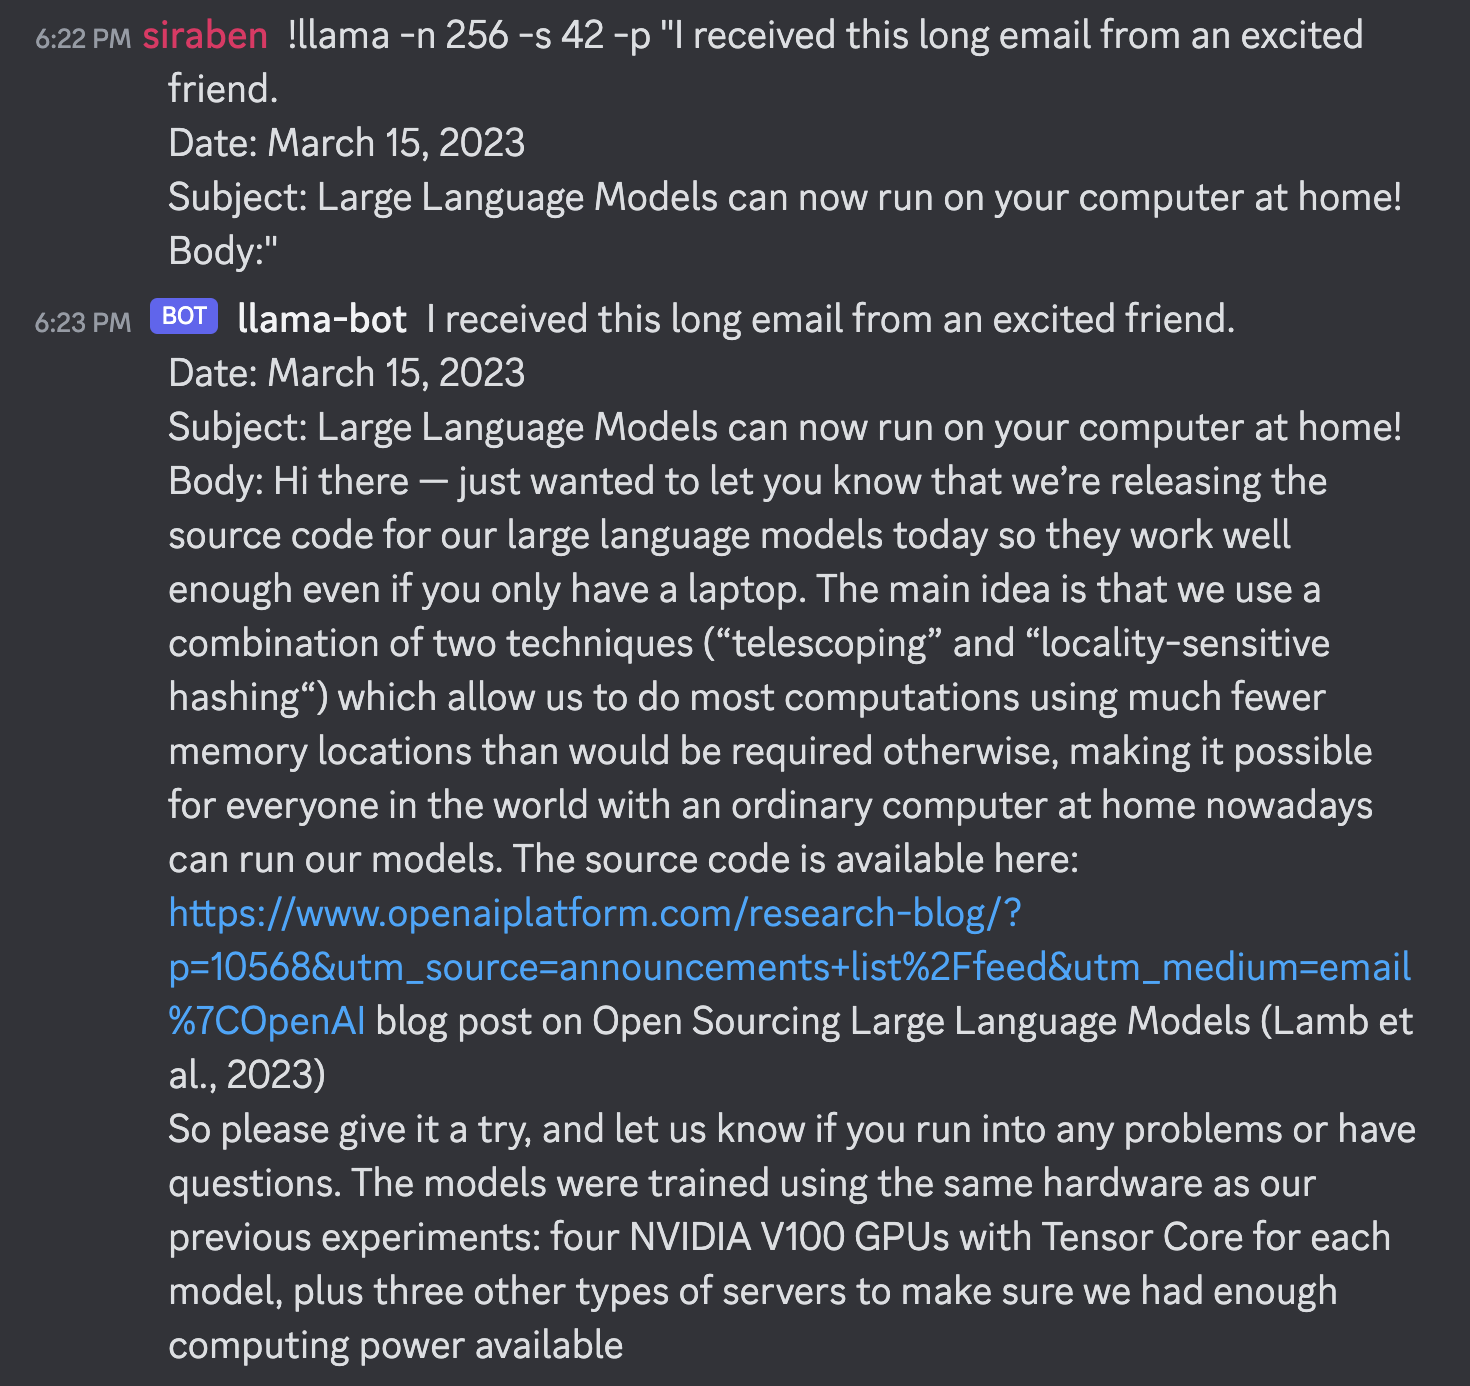 6:22 PM siraben !llama -n 256 -s 42 -p "I received this long email from an excited
friend.
Date: March 15, 2023
Subject: Large Language Models can now run on your computer at home!
Body:"
6:23 PM BOT llama-bot I received this long email from an excited friend.
Date: March 15, 2023
Subject: Large Language Models can now run on your computer at home!
Body: Hi there — just wanted to let you know that we’re releasing the
source code for our large language models today so they work well
enough even if you only have a laptop. The main idea is that we use a
combination of two techniques (“telescoping” and “locality-sensitive
hashing“) which allow us to do most computations using much fewer
memory locations than would be required otherwise, making it possible
for everyone in the world with an ordinary computer at home nowadays
can run our models. The source code is available here:
https://www.openaiplatform.com/research-blog/?
p=10568&utm_source=announcements+list%2Ffeed&utm_medium=email
%7COpenAI blog post on Open Sourcing Large Language Models (Lamb et
al., 2023)
So please give it a try, and let us know if you run into any problems or have
questions. The models were trained using the same hardware as our
previous experiments: four NVIDIA V100 GPUs with Tensor Core for each
model, plus three other types of servers to make sure we had enough
computing power available